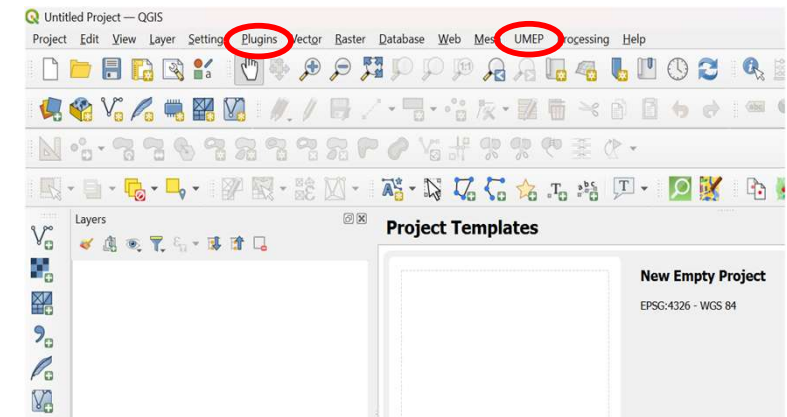 Untitled Project — QGIS
Project Edit View Layer Settings Plugins Vector Raster Database Web Mesh UMEP Processing Help
Layers
Project Templates
New Empty Project
EPSG:4326 - WGS 84